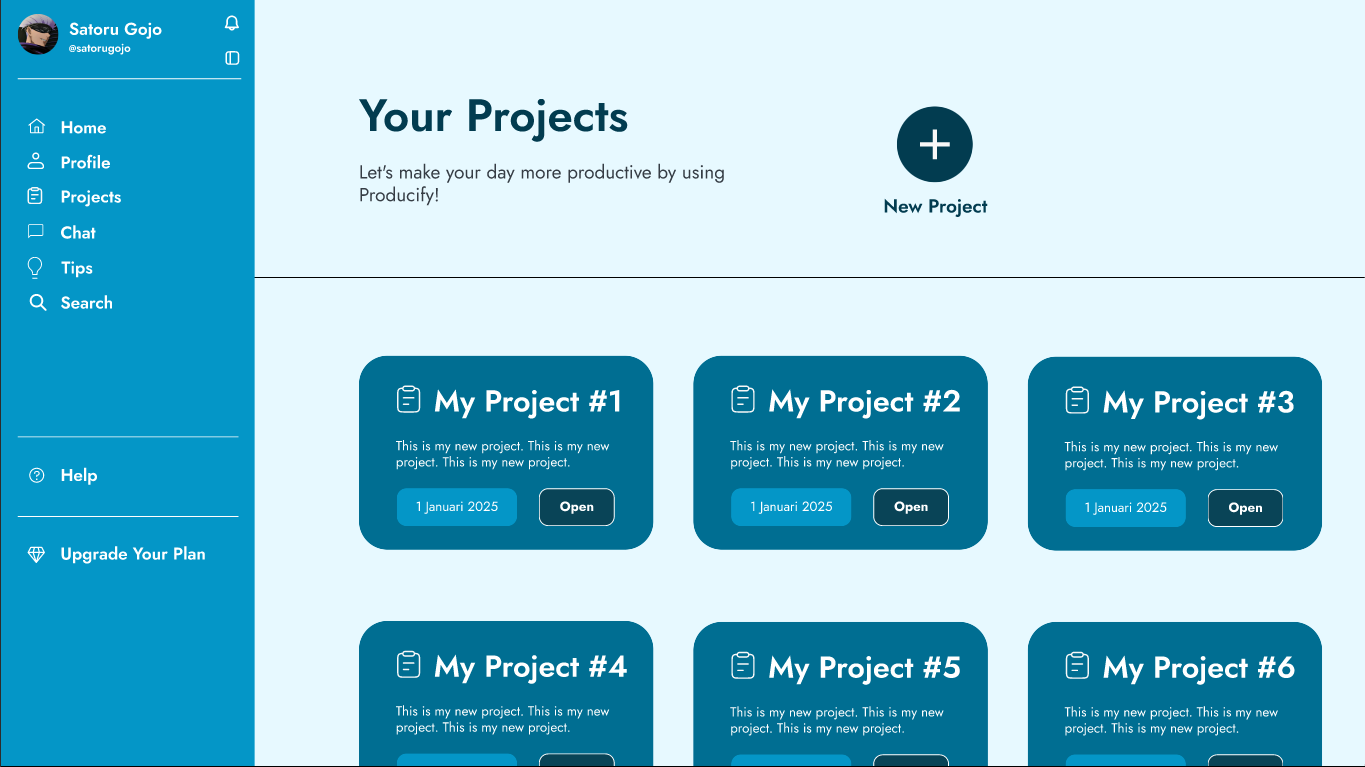 Satoru Gojo
@satorugojo
Home
Profile
Projects
Chat
Tips
Search
Help
Upgrade Your Plan
Your Projects
Let's make your day more productive by using
Producify!
New Project
My Project #1
This is my new project. This is my new
project. This is my new project.
1 Januari 2025
Open
My Project #2
This is my new project. This is my new
project. This is my new project.
1 Januari 2025
Open
My Project #3
This is my new project. This is my new
project. This is my new project.
1 Januari 2025
Open
My Project #4
This is my new project. This is my new
project. This is my new project.
My Project #5
This is my new project. This is my new
project. This is my new project.
My Project #6
This is my new project. This is my new
project. This is my new project.